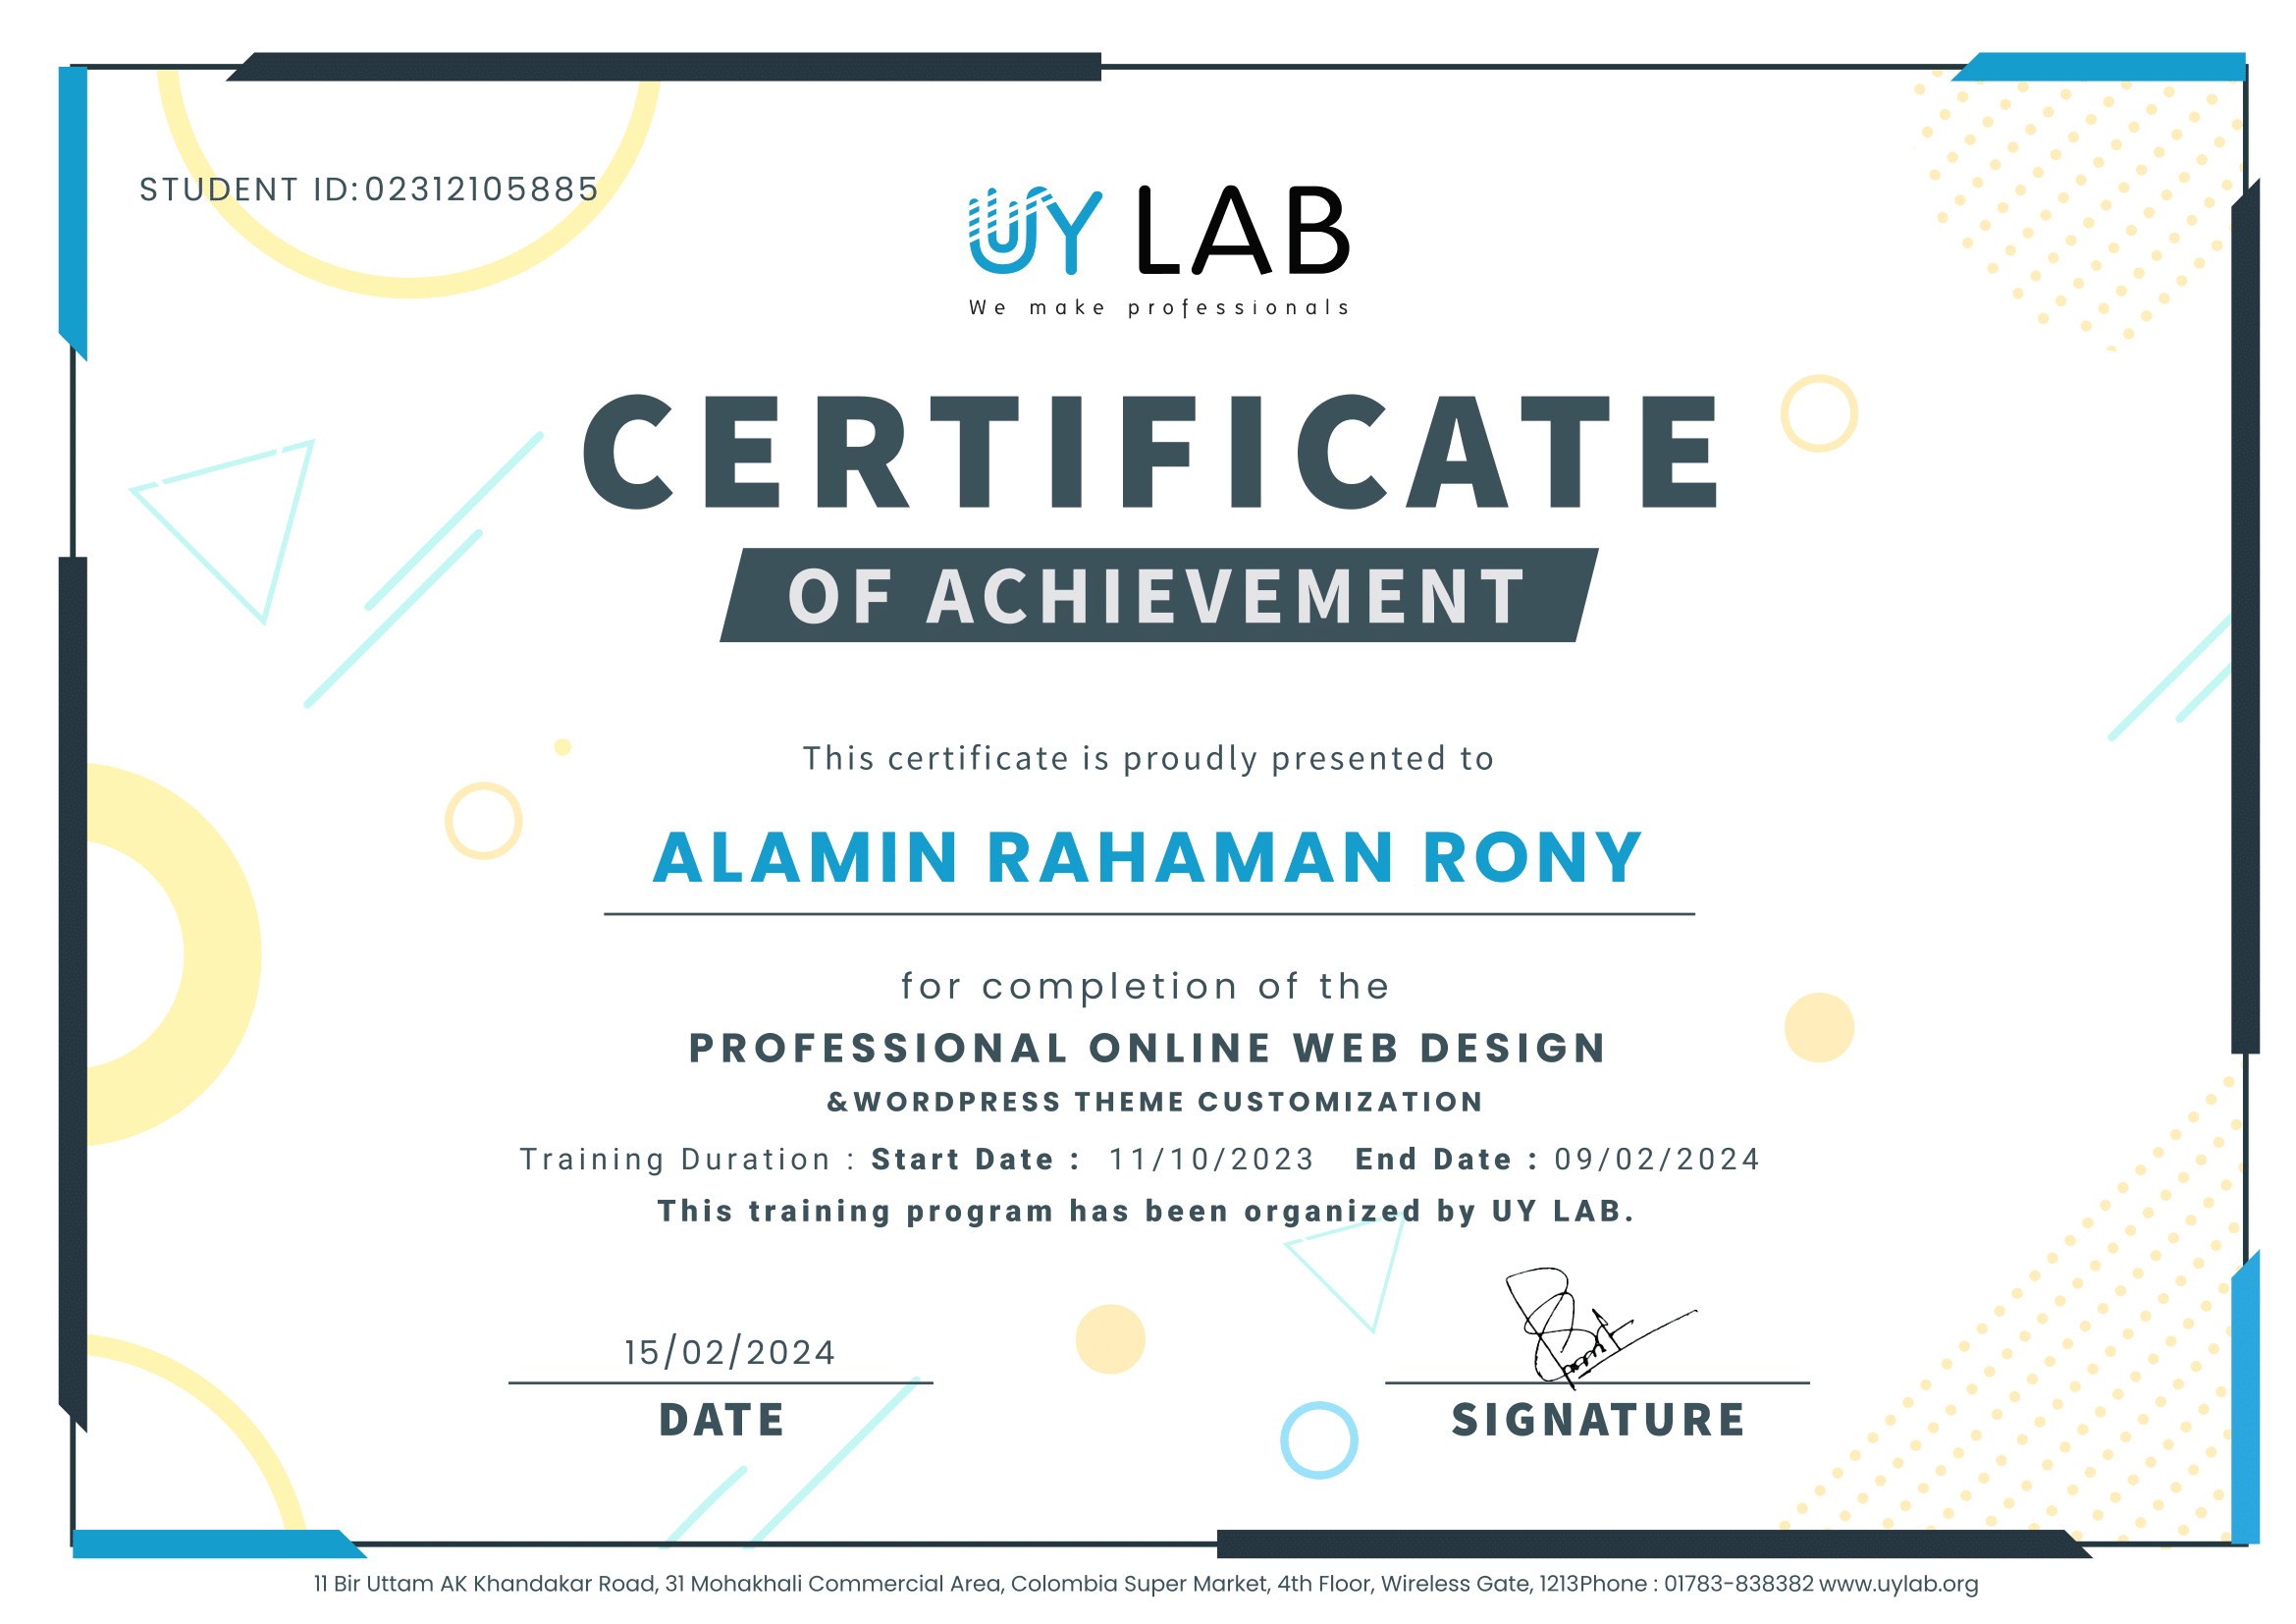 STUDENT ID:02312105885
UY LAB
We make professionals
CERTIFICATE
OF ACHIEVEMENT
This certificate is proudly presented to
ALAMIN RAHAMAN RONY
for completion of the
PROFESSIONAL ONLINE WEB DESIGN
&WORDPRESS THEME CUSTOMIZATION
Training Duration : Start Date : 11/10/2023 End Date : 09/02/2024
This training program has been organized by UY LAB.
15/02/2024
DATE
SIGNATURE
11 Bir Uttam AK Khandakar Road, 31 Mohakhali Commercial Area, Colombia Super Market, 4th Floor, Wireless Gate, 1213Phone : 01783-838382 www.uylab.org